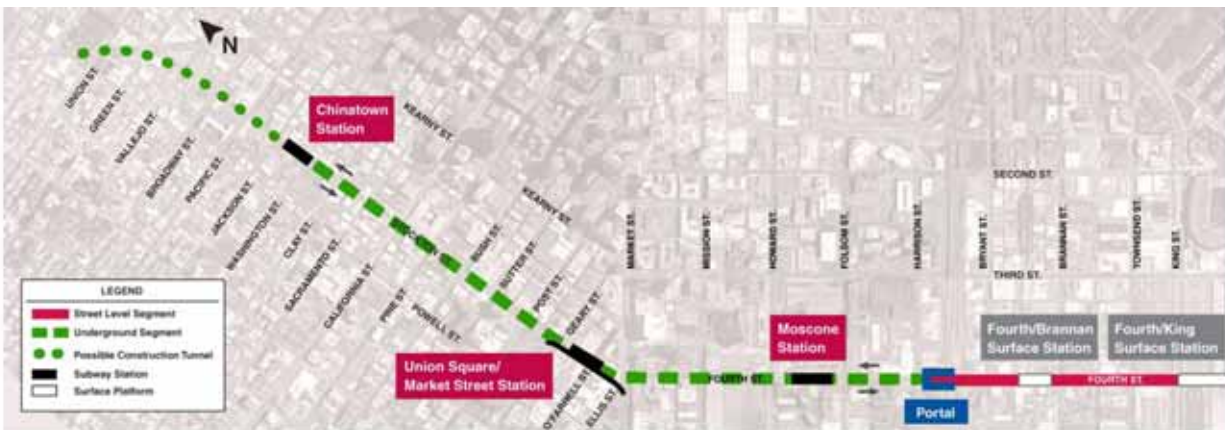 N
UNION ST.
GREEN ST.
VALLEJO ST.
BROADWAY ST.
PACIFIC ST.
JACKSON ST.
WASHINGTON ST.
CLAY ST.
SACRAMENTO ST.
CALIFORNIA ST.
PINE ST.
POWELL ST.
Chinatown
Station
KEARNY ST.
KEARNY ST.
BUSH ST.
SUTTER ST.
POST ST.
GEARY ST.
O'FARRELL ST.
ELLIS ST.
Union Square/
Market Street Station
MARKET ST.
MISSION ST.
HOWARD ST.
FOLSOM ST.
HARRISON ST.
BRYANT ST.
BRANNAN ST.
TOWNSEND ST.
KING ST.
SECOND ST.
THIRD ST.
Moscone
Station
Fourth/Brannan
Surface Station
Fourth/King
Surface Station
FOURTH ST.
FOURTH ST.
Portal
LEGEND
Street Level Segment
Underground Segment
Possible Construction Tunnel
Subway Station
Surface Platform